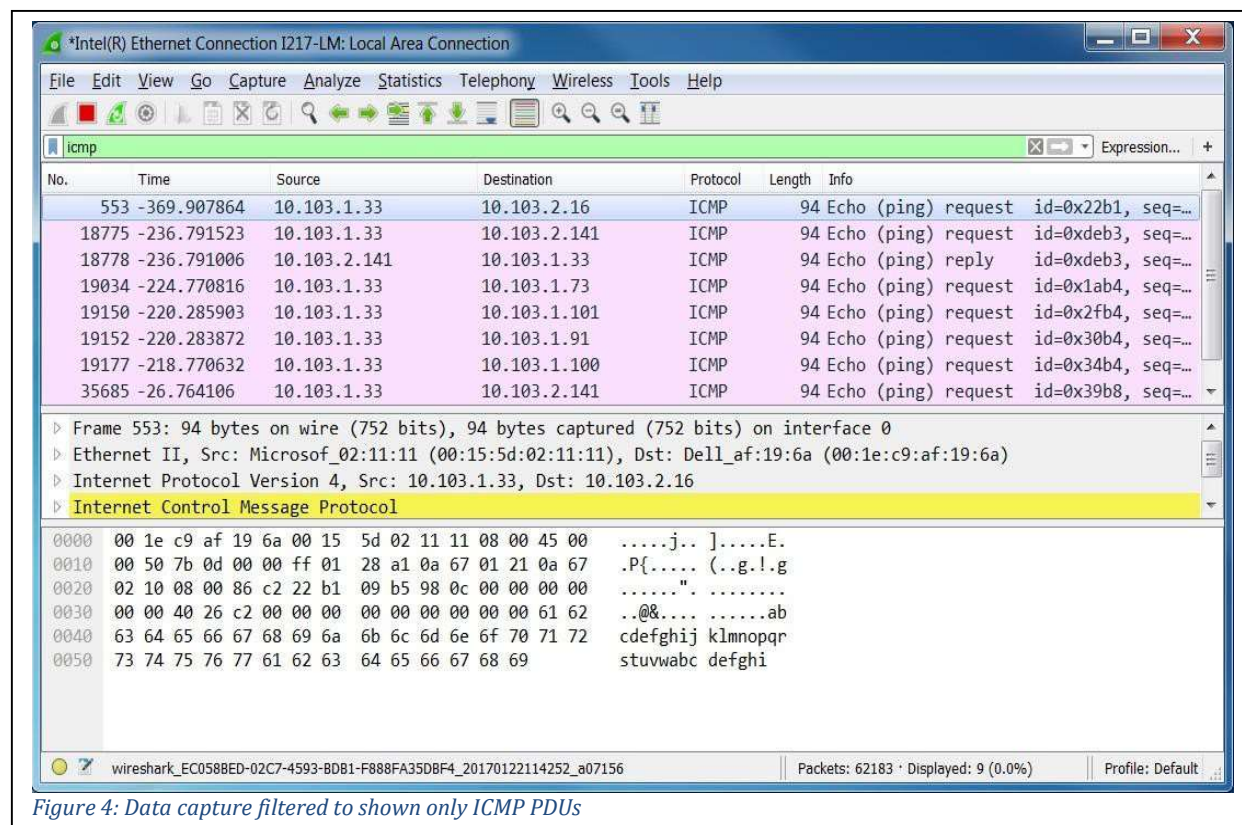 *Intel(R) Ethernet Connection I217-LM: Local Area Connection
File Edit View Go Capture Analyze Statistics Telephony Wireless Tools Help
icmp Expression... +
No. Time Source Destination Protocol Length Info
553 -369.907864 10.103.1.33 10.103.2.16 ICMP 94 Echo (ping) request id=0x22b1, seq=…
18775 -236.791523 10.103.1.33 10.103.2.141 ICMP 94 Echo (ping) request id=0xdeb3, seq=…
18778 -236.791006 10.103.2.141 10.103.1.33 ICMP 94 Echo (ping) reply id=0xdeb3, seq=…
19034 -224.770816 10.103.1.33 10.103.1.73 ICMP 94 Echo (ping) request id=0x1ab4, seq=…
19150 -220.285903 10.103.1.33 10.103.1.101 ICMP 94 Echo (ping) request id=0x2fb4, seq=…
19152 -220.283872 10.103.1.33 10.103.1.91 ICMP 94 Echo (ping) request id=0x30b4, seq=…
19177 -218.770632 10.103.1.33 10.103.1.100 ICMP 94 Echo (ping) request id=0x34b4, seq=…
35685 -26.764106 10.103.1.33 10.103.2.141 ICMP 94 Echo (ping) request id=0x39b8, seq=…
Frame 553: 94 bytes on wire (752 bits), 94 bytes captured (752 bits) on interface 0
Ethernet II, Src: Microsof_02:11:11 (00:15:5d:02:11:11), Dst: Dell_af:19:6a (00:1e:c9:af:19:6a)
Internet Protocol Version 4, Src: 10.103.1.33, Dst: 10.103.2.16
Internet Control Message Protocol
0000 00 1e c9 af 19 6a 00 15 5d 02 11 11 08 00 45 00 .....j.. ].....E.
0010 00 50 7b 0d 00 00 ff 01 28 a1 0a 67 01 21 0a 67 .P{..... (..g.!.g
0020 02 10 08 00 86 c2 22 b1 09 b5 98 0c 00 00 00 00 ......". ........
0030 00 00 40 26 c2 00 00 00 00 00 00 00 00 00 61 62 ..@&.... ......ab
0040 63 64 65 66 67 68 69 6a 6b 6c 6d 6e 6f 70 71 72 cdefghij klmnopqr
0050 73 74 75 76 77 61 62 63 64 65 66 67 68 69 stuvwabc defghi
wireshark_EC058BED-02C7-4593-BDB1-F888FA35DBF4_20170122114252_a07156 Packets: 62183 · Displayed: 9 (0.0%) Profile: Default
Figure 4: Data capture filtered to shown only ICMP PDUs